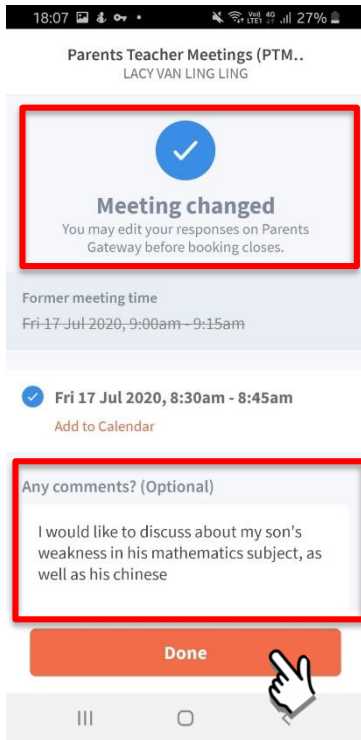 18:07 Vo) 4G LTE1 27%
Parents Teacher Meetings (PTM..
LACY VAN LING LING
Meeting changed
You may edit your responses on Parents
Gateway before booking closes.
Former meeting time
Fri 17 Jul 2020, 9:00am - 9:15am
Fri 17 Jul 2020, 8:30am - 8:45am
Add to Calendar
Any comments? (Optional)
I would like to discuss about my son's
weakness in his mathematics subject, as
well as his chinese
Done